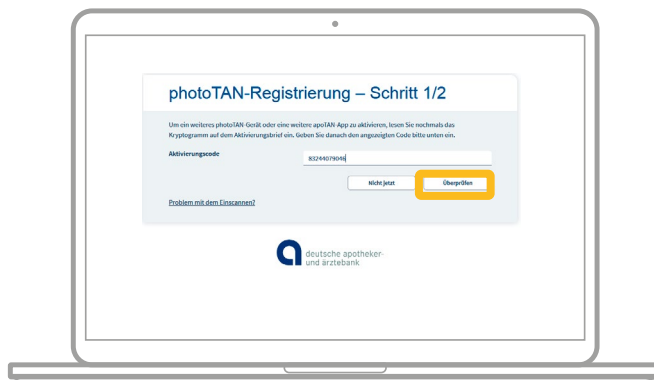 photoTAN-Registrierung – Schritt 1/2
Um ein weiteres photoTAN-Gerät oder eine weitere apoTAN-App zu aktivieren, lesen Sie nochmals das
Kryptogramm auf dem Aktivierungsbrief ein. Geben Sie danach den angezeigten Code bitte unten ein.
Aktivierungscode
83244079046
Nicht jetzt
Überprüfen
Problem mit dem Einscannen?
deutsche apotheker-
und ärztebank